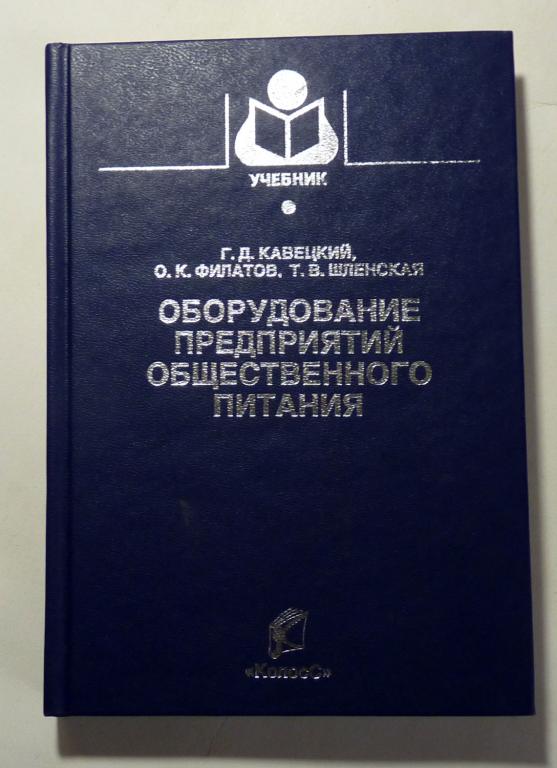 УЧЕБНИК
Г. Д. КАВЕЦКИЙ,
О. К. ФИЛАТОВ, Т. В. ШЛЕНСКАЯ
ОБОРУДОВАНИЕ
ПРЕДПРИЯТИЙ
ОБЩЕСТВЕННОГО
ПИТАНИЯ
«КолосС»